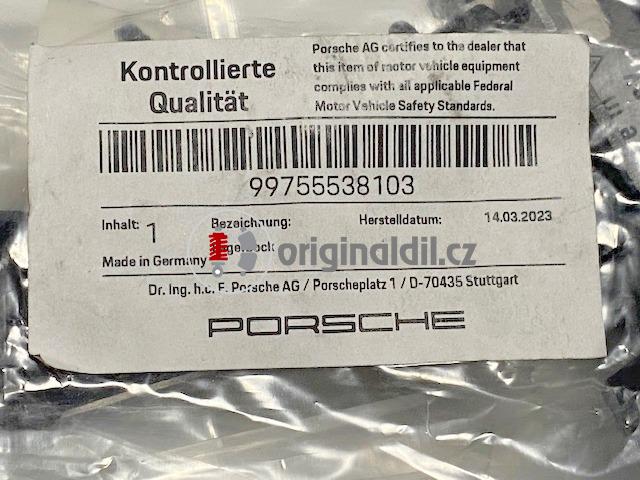 Kontrollierte
Qualität
Porsche AG certifies to the dealer that
this item of motor vehicle equipment
complies with all applicable Federal
Motor Vehicle Safety Standards.
99755538103
Inhalt: 1
Bezeichnung:
Herstelldatum: 14.03.2023
originaldil.cz
Made in Germany
Dr. Ing. h.c. F. Porsche AG / Porscheplatz 1 / D-70435 Stuttgart
PORSCHE